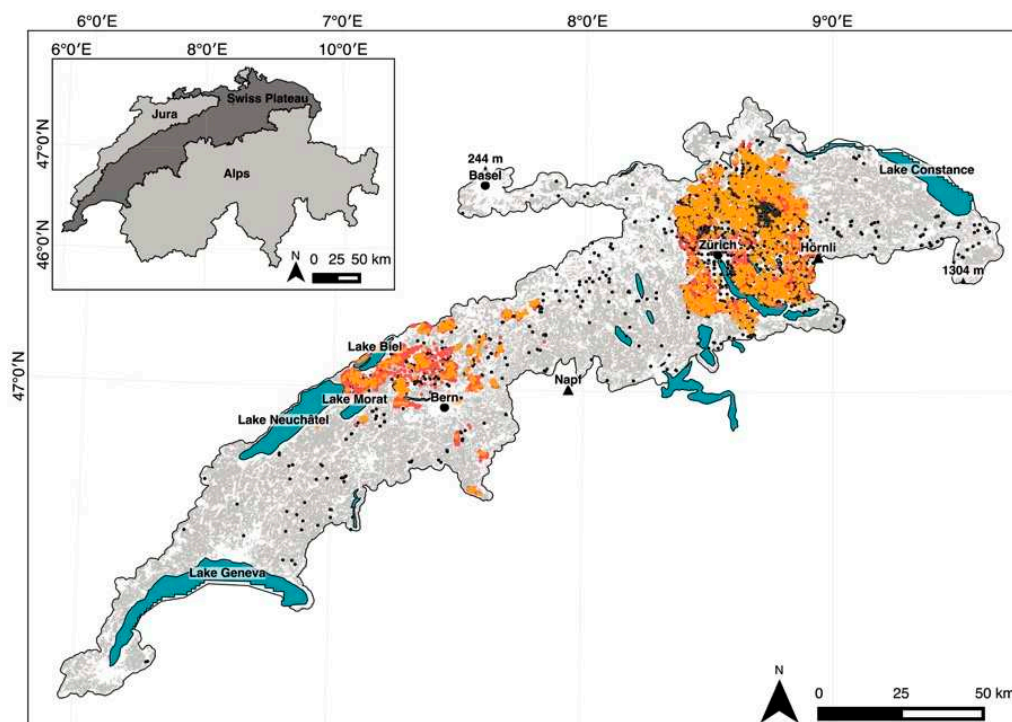 6°0'E
7°0'E
8°0'E
9°0'E
6°0'E
8°0'E
10°0'E
47°0'N
46°0'N
Swiss Plateau
Jura
Alps
N
0 25 50 km
47°0'N
244 m
Basel
Lake Constance
Zürich
Hörnli
1304 m
Lake Biel
Lake Morat
Bern
Napf
Lake Neuchâtel
Lake Geneva
N
0 25 50 km